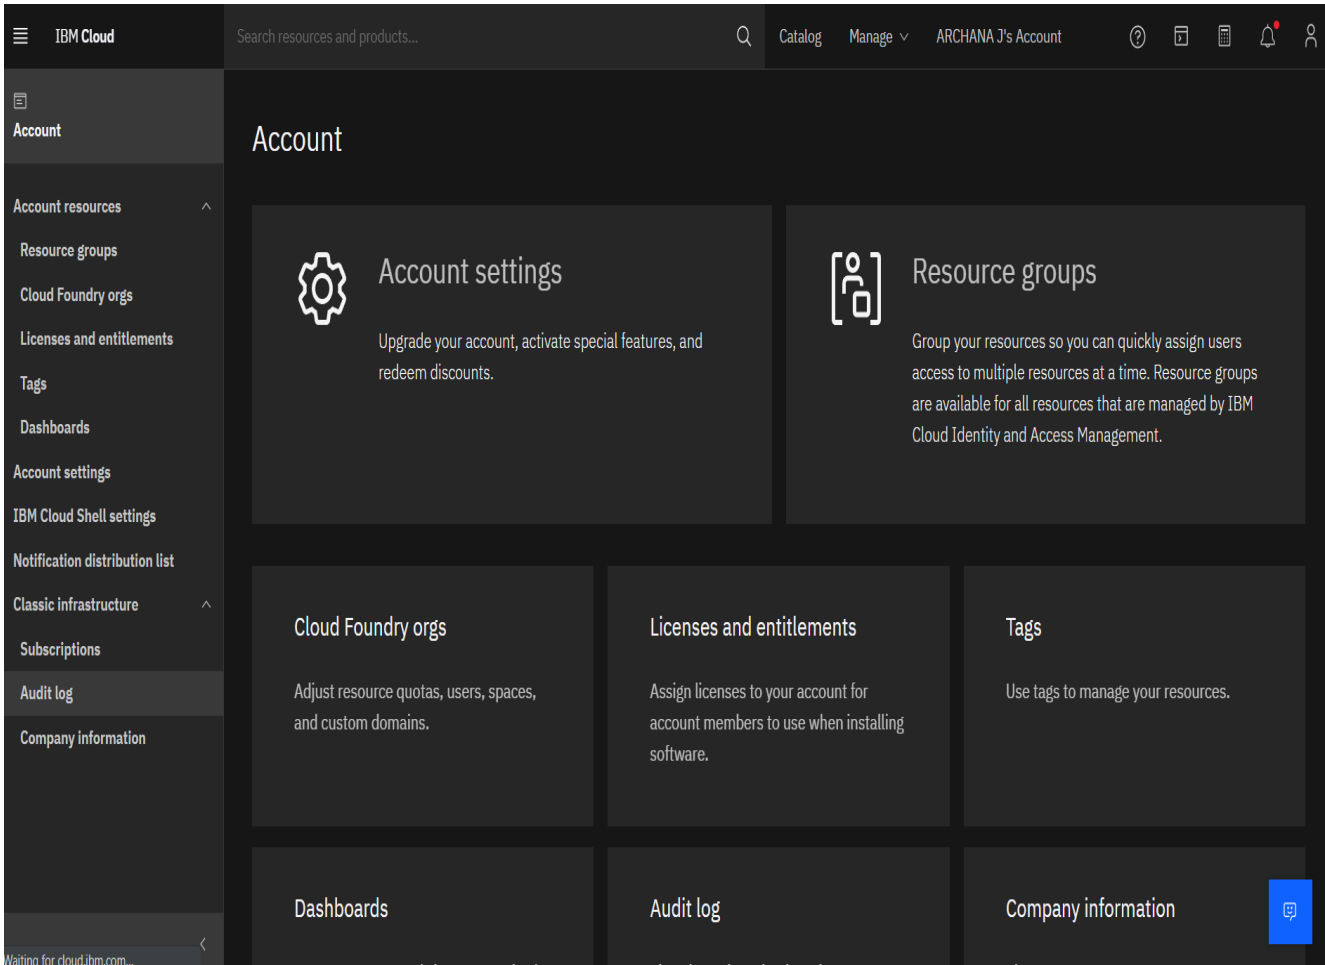 IBM Cloud
Search resources and products...
Catalog
Manage
ARCHANA J's Account
Account
Account resources
Resource groups
Cloud Foundry orgs
Licenses and entitlements
Tags
Dashboards
Account settings
IBM Cloud Shell settings
Notification distribution list
Classic infrastructure
Subscriptions
Audit log
Company information
Waiting for cloud.ibm.com...
Account
Account settings
Upgrade your account, activate special features, and
redeem discounts.
Resource groups
Group your resources so you can quickly assign users
access to multiple resources at a time. Resource groups
are available for all resources that are managed by IBM
Cloud Identity and Access Management.
Cloud Foundry orgs
Adjust resource quotas, users, spaces,
and custom domains.
Licenses and entitlements
Assign licenses to your account for
account members to use when installing
software.
Tags
Use tags to manage your resources.
Dashboards
Audit log
Company information